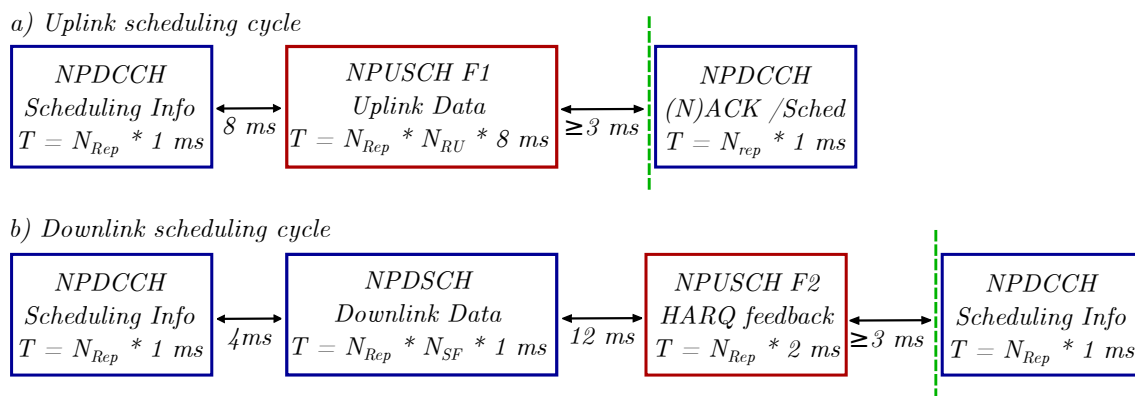 a) Uplink scheduling cycle
NPDCCH
Scheduling Info
T = N_Rep * 1 ms
8 ms
NPUSCH F1
Uplink Data
T = N_Rep * N_RU * 8 ms
≥3 ms
NPDCCH
(N)ACK /Sched
T = N_rep * 1 ms
b) Downlink scheduling cycle
NPDCCH
Scheduling Info
T = N_Rep * 1 ms
4ms
NPDSCH
Downlink Data
T = N_Rep * N_SF * 1 ms
12 ms
NPUSCH F2
HARQ feedback
T = N_Rep * 2 ms
≥3 ms
NPDCCH
Scheduling Info
T = N_Rep * 1 ms